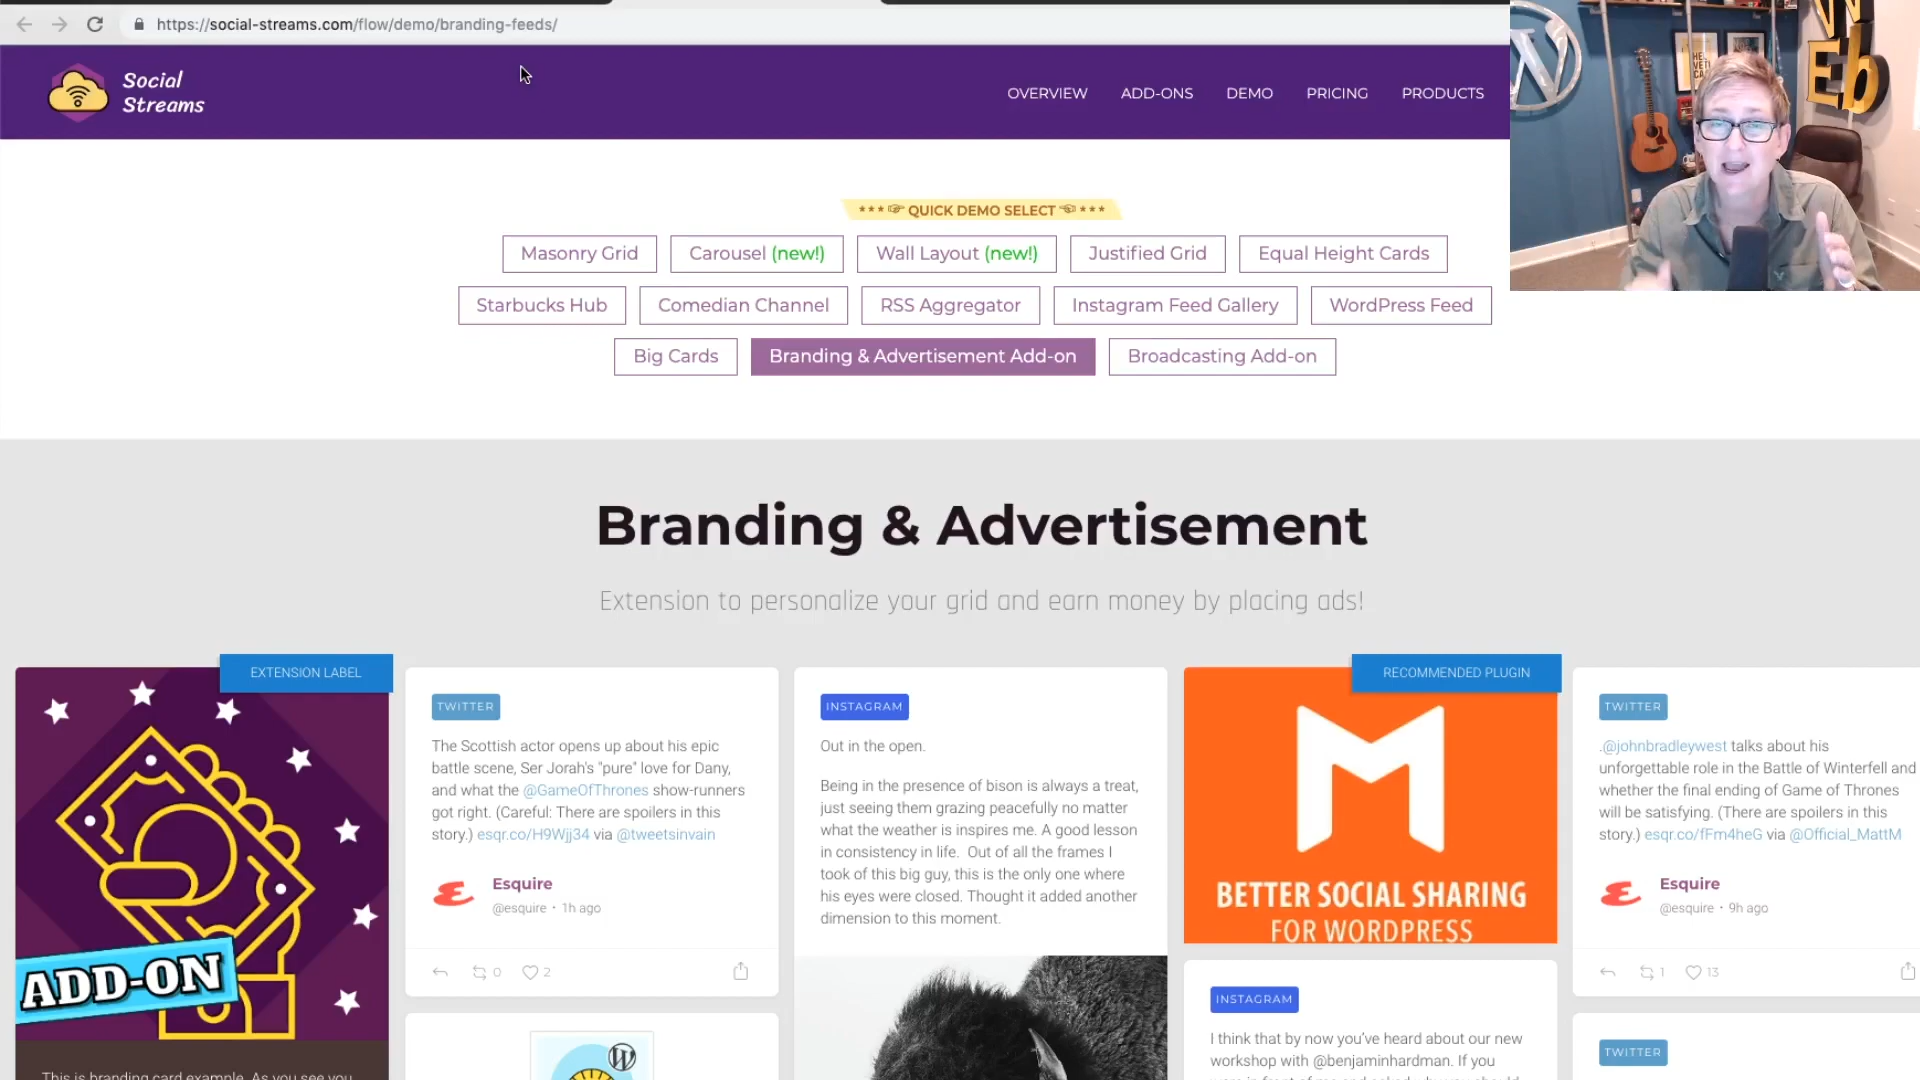 https://social-streams.com/flow/demo/branding-feeds/
Social
Streams
OVERVIEW
ADD-ONS
DEMO
PRICING
PRODUCTS
*** ☞ QUICK DEMO SELECT ☜ ***
Masonry Grid
Carousel (new!)
Wall Layout (new!)
Justified Grid
Equal Height Cards
Starbucks Hub
Comedian Channel
RSS Aggregator
Instagram Feed Gallery
WordPress Feed
Big Cards
Branding & Advertisement Add-on
Broadcasting Add-on
Branding & Advertisement
Extension to personalize your grid and earn money by placing ads!
EXTENSION LABEL
ADD-ON
This is branding card example. As you see you
TWITTER
The Scottish actor opens up about his epic
battle scene, Ser Jorah's "pure" love for Dany,
and what the @GameOfThrones show-runners
got right. (Careful: There are spoilers in this
story.) esqr.co/H9Wjj34 via @tweetsinvain
Esquire
@esquire • 1h ago
0
2
INSTAGRAM
Out in the open.
Being in the presence of bison is always a treat,
just seeing them grazing peacefully no matter
what the weather is inspires me. A good lesson
in consistency in life.  Out of all the frames I
took of this big guy, this is the only one where
his eyes were closed. Thought it added another
dimension to this moment.
RECOMMENDED PLUGIN
M
BETTER SOCIAL SHARING
FOR WORDPRESS
INSTAGRAM
I think that by now you've heard about our new
workshop with @benjaminhardman. If you
TWITTER
.@johnbradleywest talks about his
unforgettable role in the Battle of Winterfell and
whether the final ending of Game of Thrones
will be satisfying. (There are spoilers in this
story.) esqr.co/fFm4heG via @Official_MattM
Esquire
@esquire • 9h ago
1
13
TWITTER